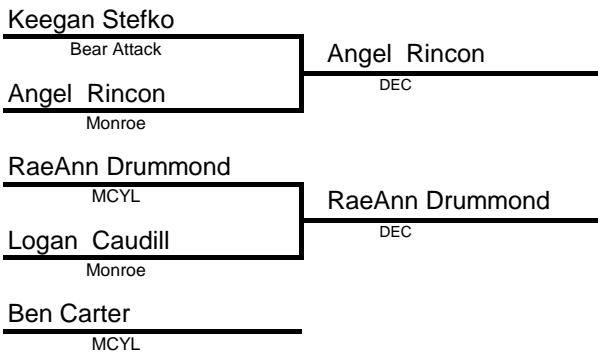 Keegan Stefko
Bear Attack
Angel Rincon
DEC
Angel Rincon
Monroe
RaeAnn Drummond
MCYL
RaeAnn Drummond
DEC
Logan Caudill
Monroe
Ben Carter
MCYL